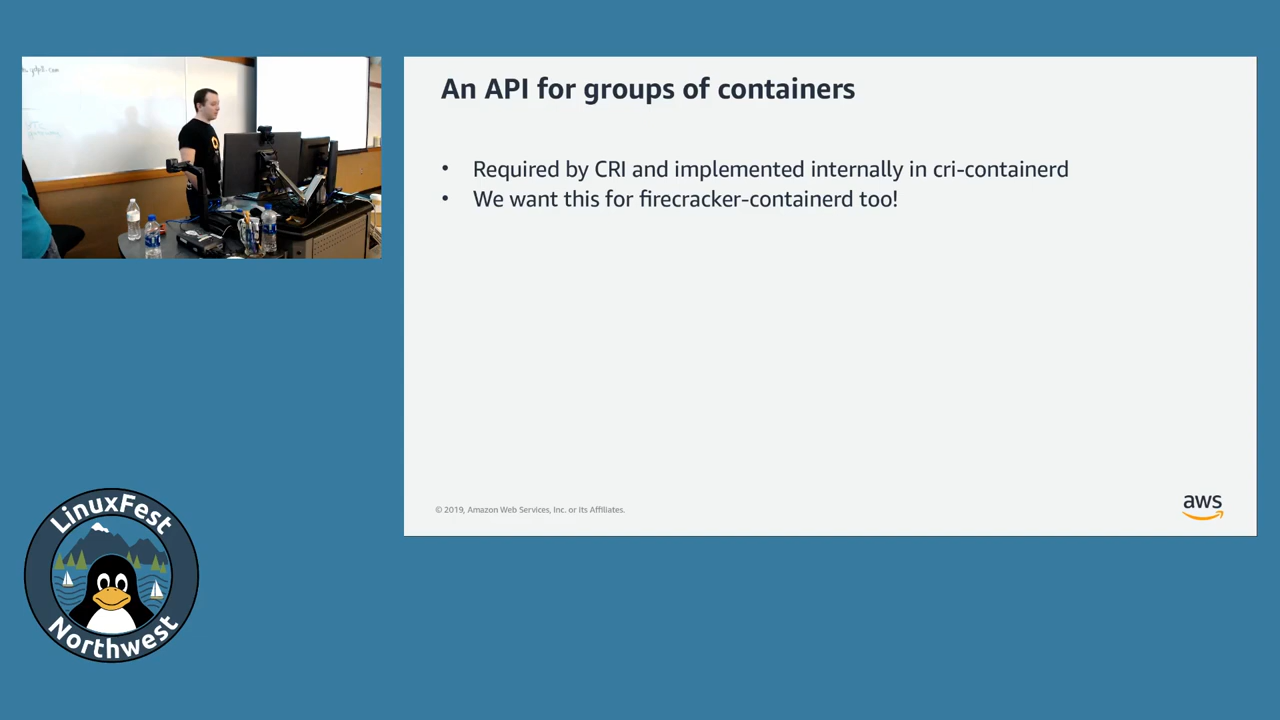 An API for groups of containers
• Required by CRI and implemented internally in cri-containerd
• We want this for firecracker-containerd too!
© 2019, Amazon Web Services, Inc. or its Affiliates.
aws
LinuxFest
Northwest